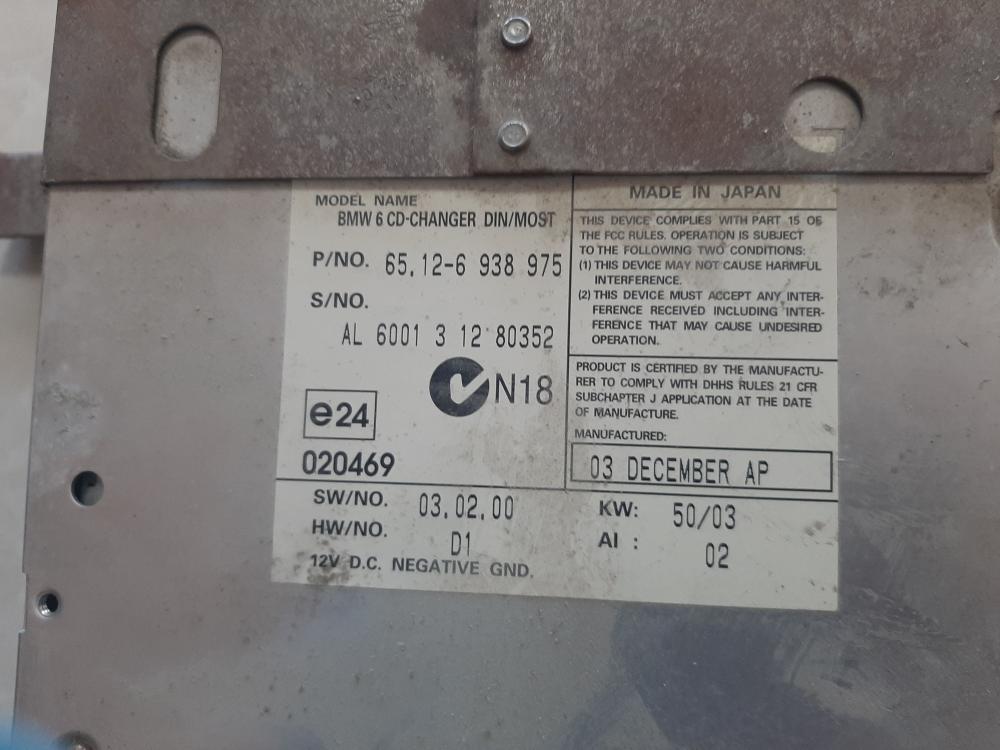 MODEL NAME
BMW 6 CD-CHANGER DIN/MOST
P/NO. 65.12-6 938 975
S/NO.
AL 6001 3 12 80352
N18
e24
020469
MADE IN JAPAN
THIS DEVICE COMPLIES WITH PART 15 OF
THE FCC RULES. OPERATION IS SUBJECT
TO THE FOLLOWING TWO CONDITIONS:
(1) THIS DEVICE MAY NOT CAUSE HARMFUL
INTERFERENCE.
(2) THIS DEVICE MUST ACCEPT ANY INTER-
FERENCE RECEIVED INCLUDING INTER-
FERENCE THAT MAY CAUSE UNDESIRED
OPERATION.
PRODUCT IS CERTIFIED BY THE MANUFACTU-
RER TO COMPLY WITH DHHS RULES 21 CFR
SUBCHAPTER J APPLICATION AT THE DATE
OF MANUFACTURE.
MANUFACTURED:
03 DECEMBER AP
SW/NO. 03.02.00
HW/NO. D1
12V D.C. NEGATIVE GND.
KW: 50/03
AI : 02